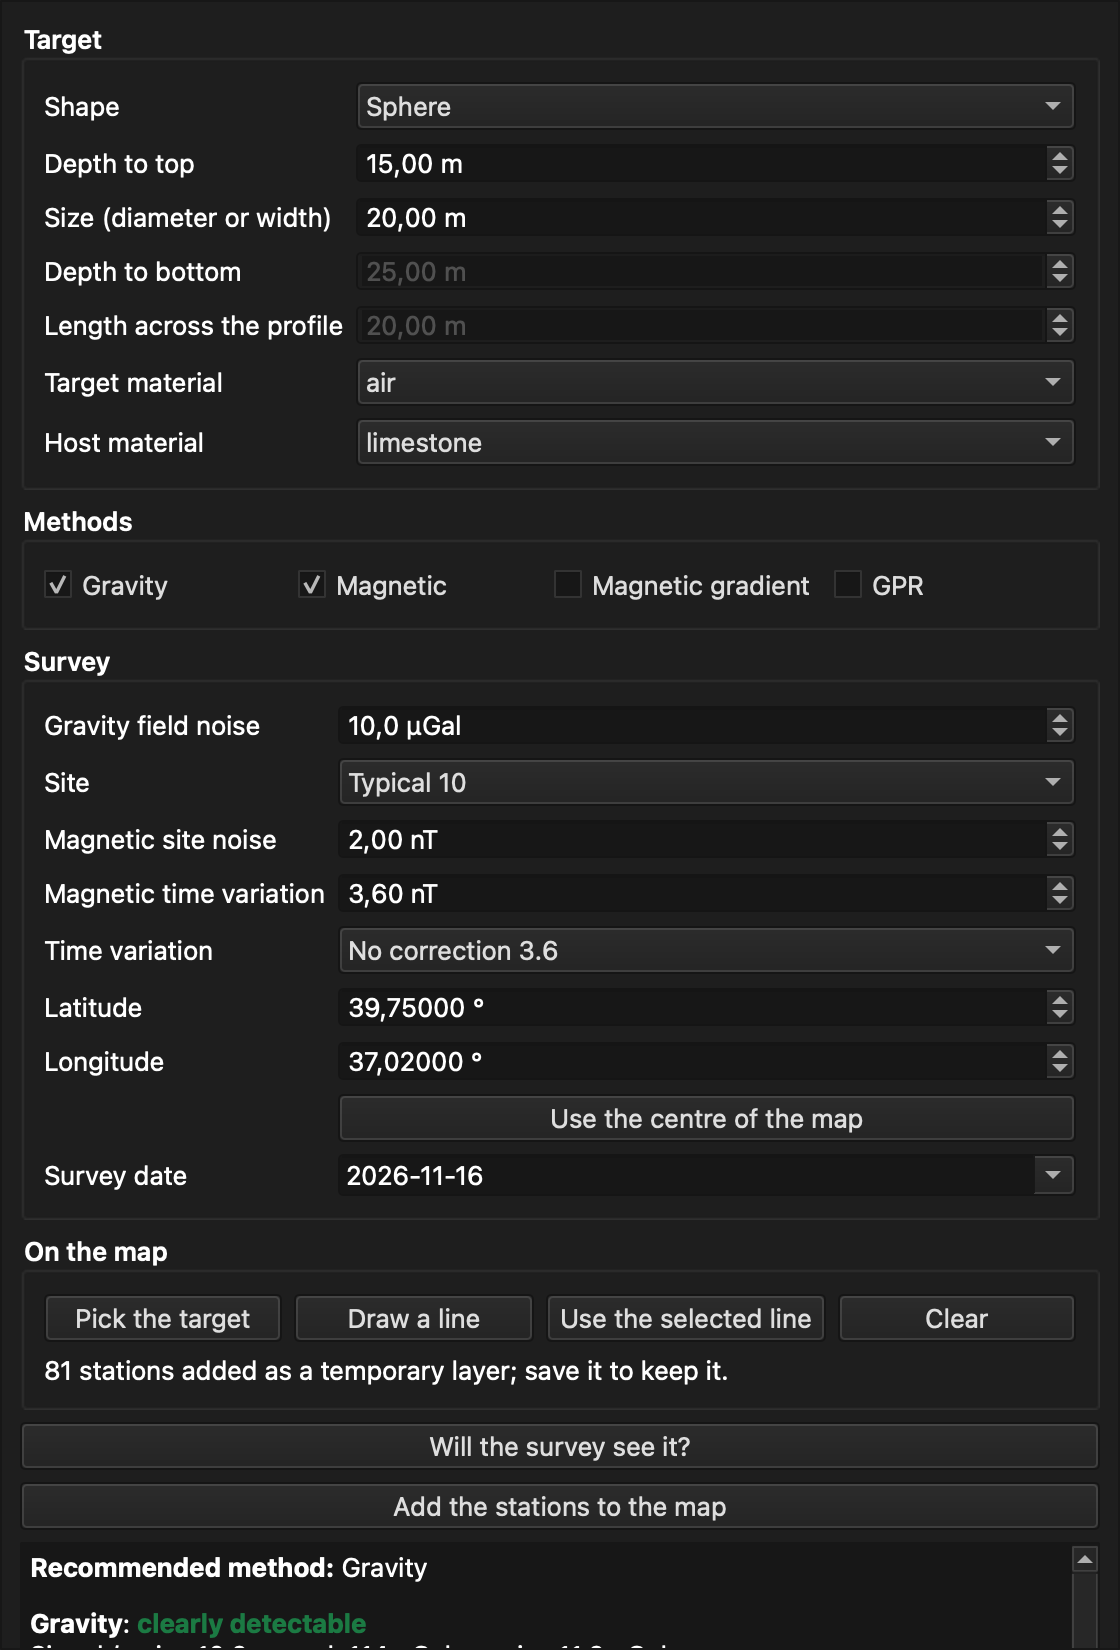 Target
Shape Sphere
Depth to top 15,00 m
Size (diameter or width) 20,00 m
Depth to bottom 25,00 m
Length across the profile 20,00 m
Target material air
Host material limestone
Methods
Gravity Magnetic Magnetic gradient GPR
Survey
Gravity field noise 10,0 µGal
Site Typical 10
Magnetic site noise 2,00 nT
Magnetic time variation 3,60 nT
Time variation No correction 3.6
Latitude 39,75000 °
Longitude 37,02000 °
Use the centre of the map
Survey date 2026-11-16
On the map
Pick the target Draw a line Use the selected line Clear
81 stations added as a temporary layer; save it to keep it.
Will the survey see it?
Add the stations to the map
Recommended method: Gravity
Gravity: clearly detectable